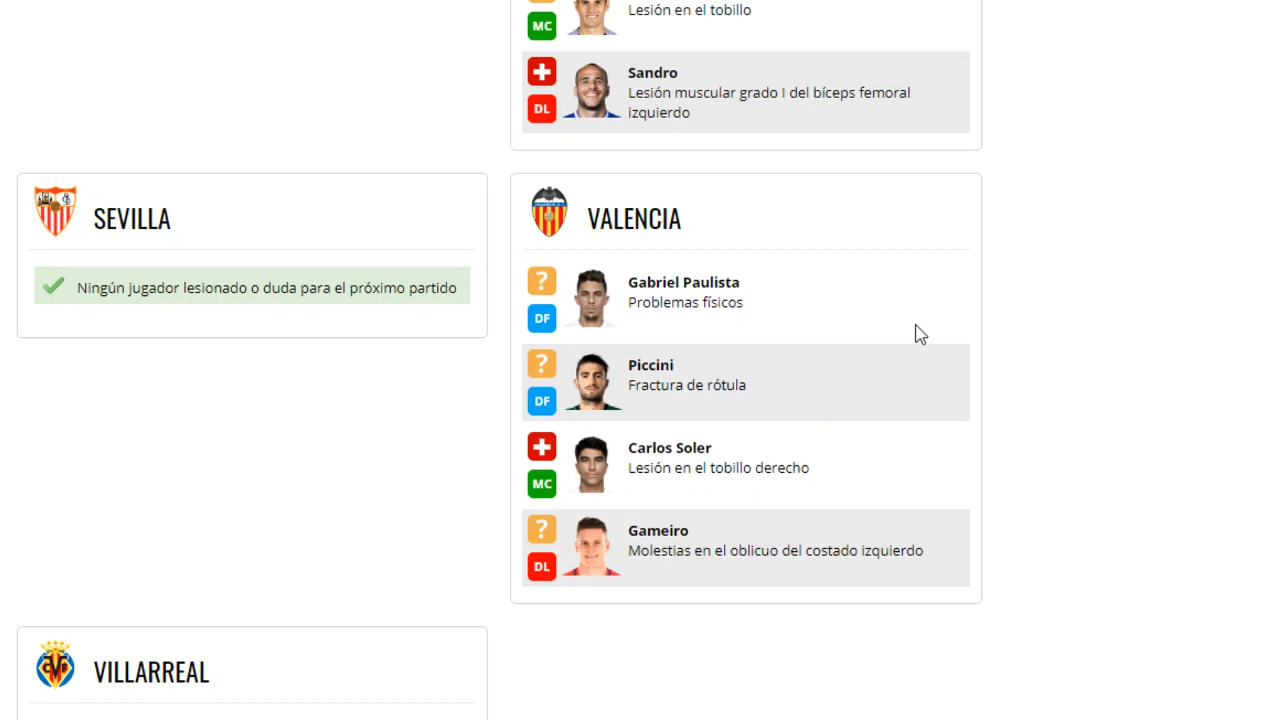 Lesión en el tobillo
MC
Sandro
DL
Lesión muscular grado I del bíceps femoral
izquierdo
SEVILLA
Ningún jugador lesionado o duda para el próximo partido
VALENCIA
?
Gabriel Paulista
DF
Problemas físicos
?
Piccini
DF
Fractura de rótula
Carlos Soler
MC
Lesión en el tobillo derecho
?
Gameiro
DL
Molestias en el oblicuo del costado izquierdo
VILLARREAL